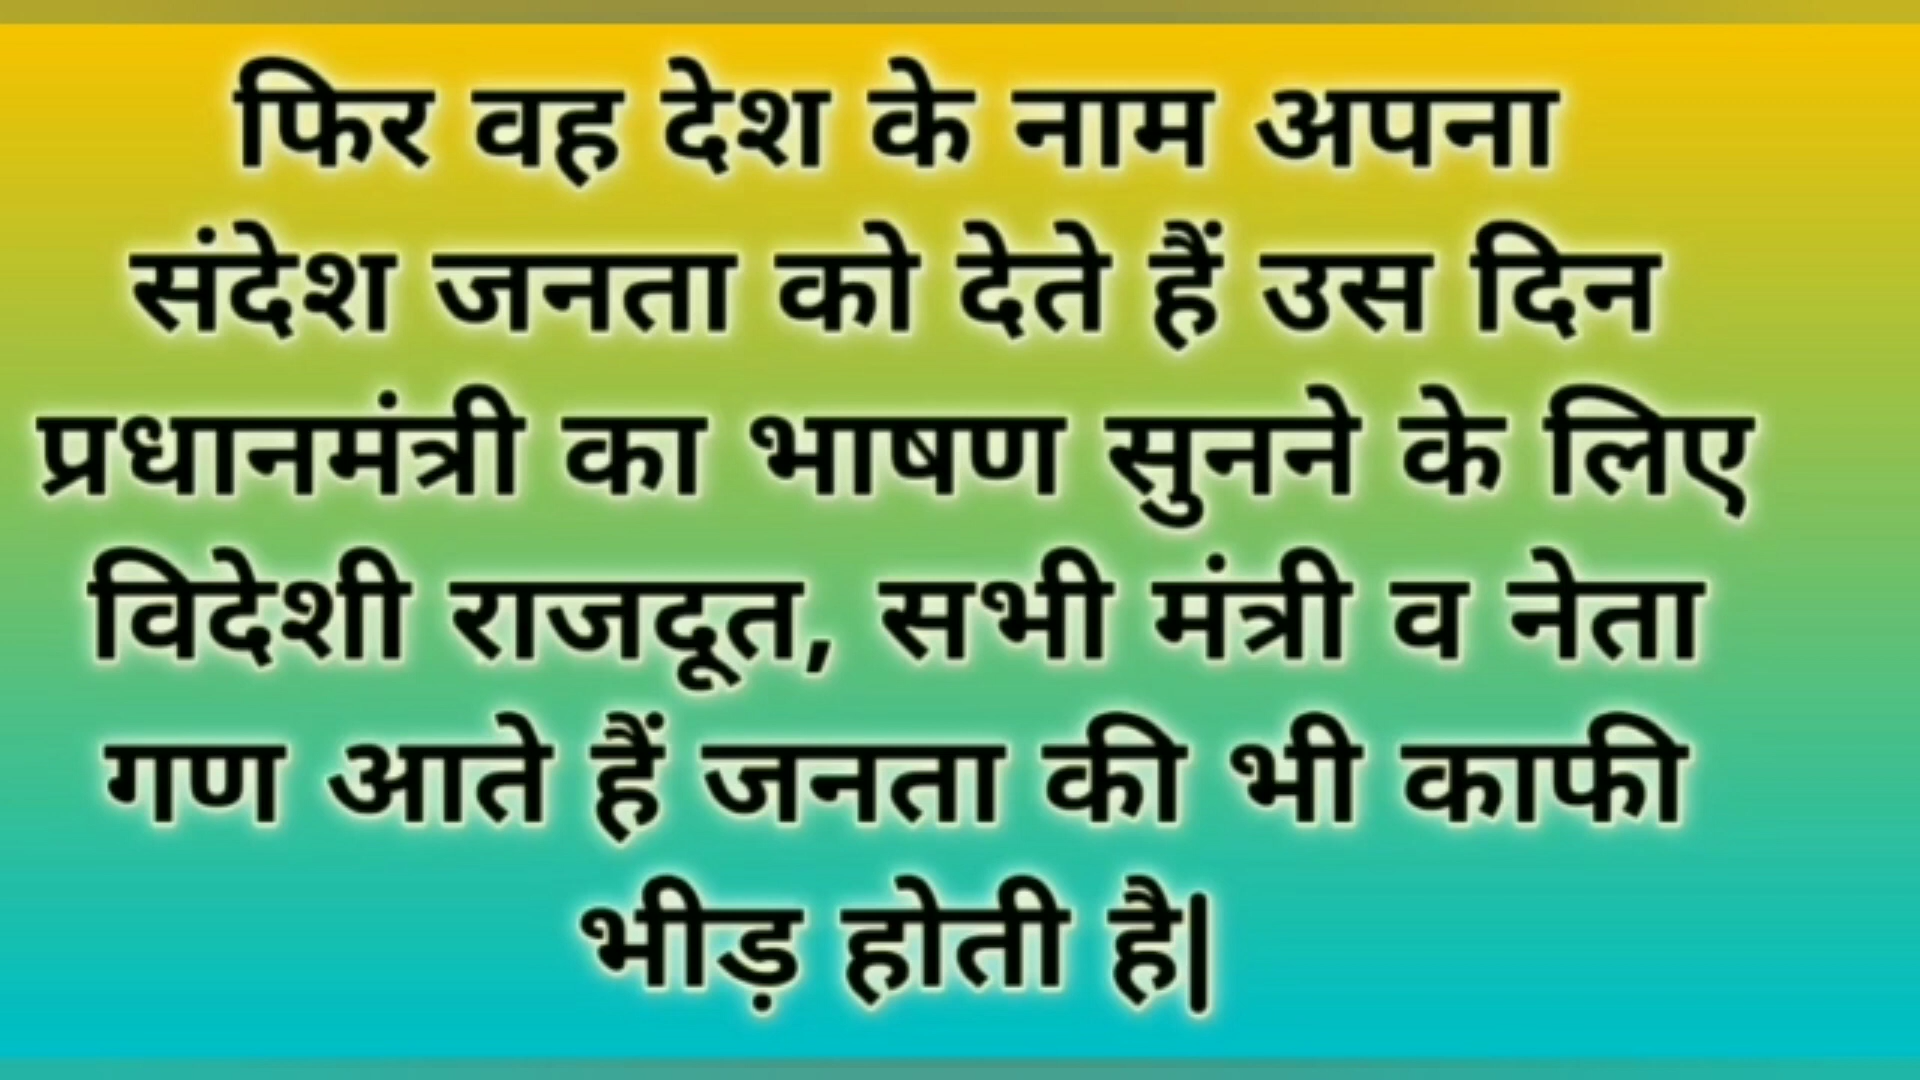 फिर वह देश के नाम अपना
संदेश जनता को देते हैं उस दिन
प्रधानमंत्री का भाषण सुनने के लिए
विदेशी राजदूत, सभी मंत्री व नेता
गण आते हैं जनता की भी काफी
भीड़ होती है|